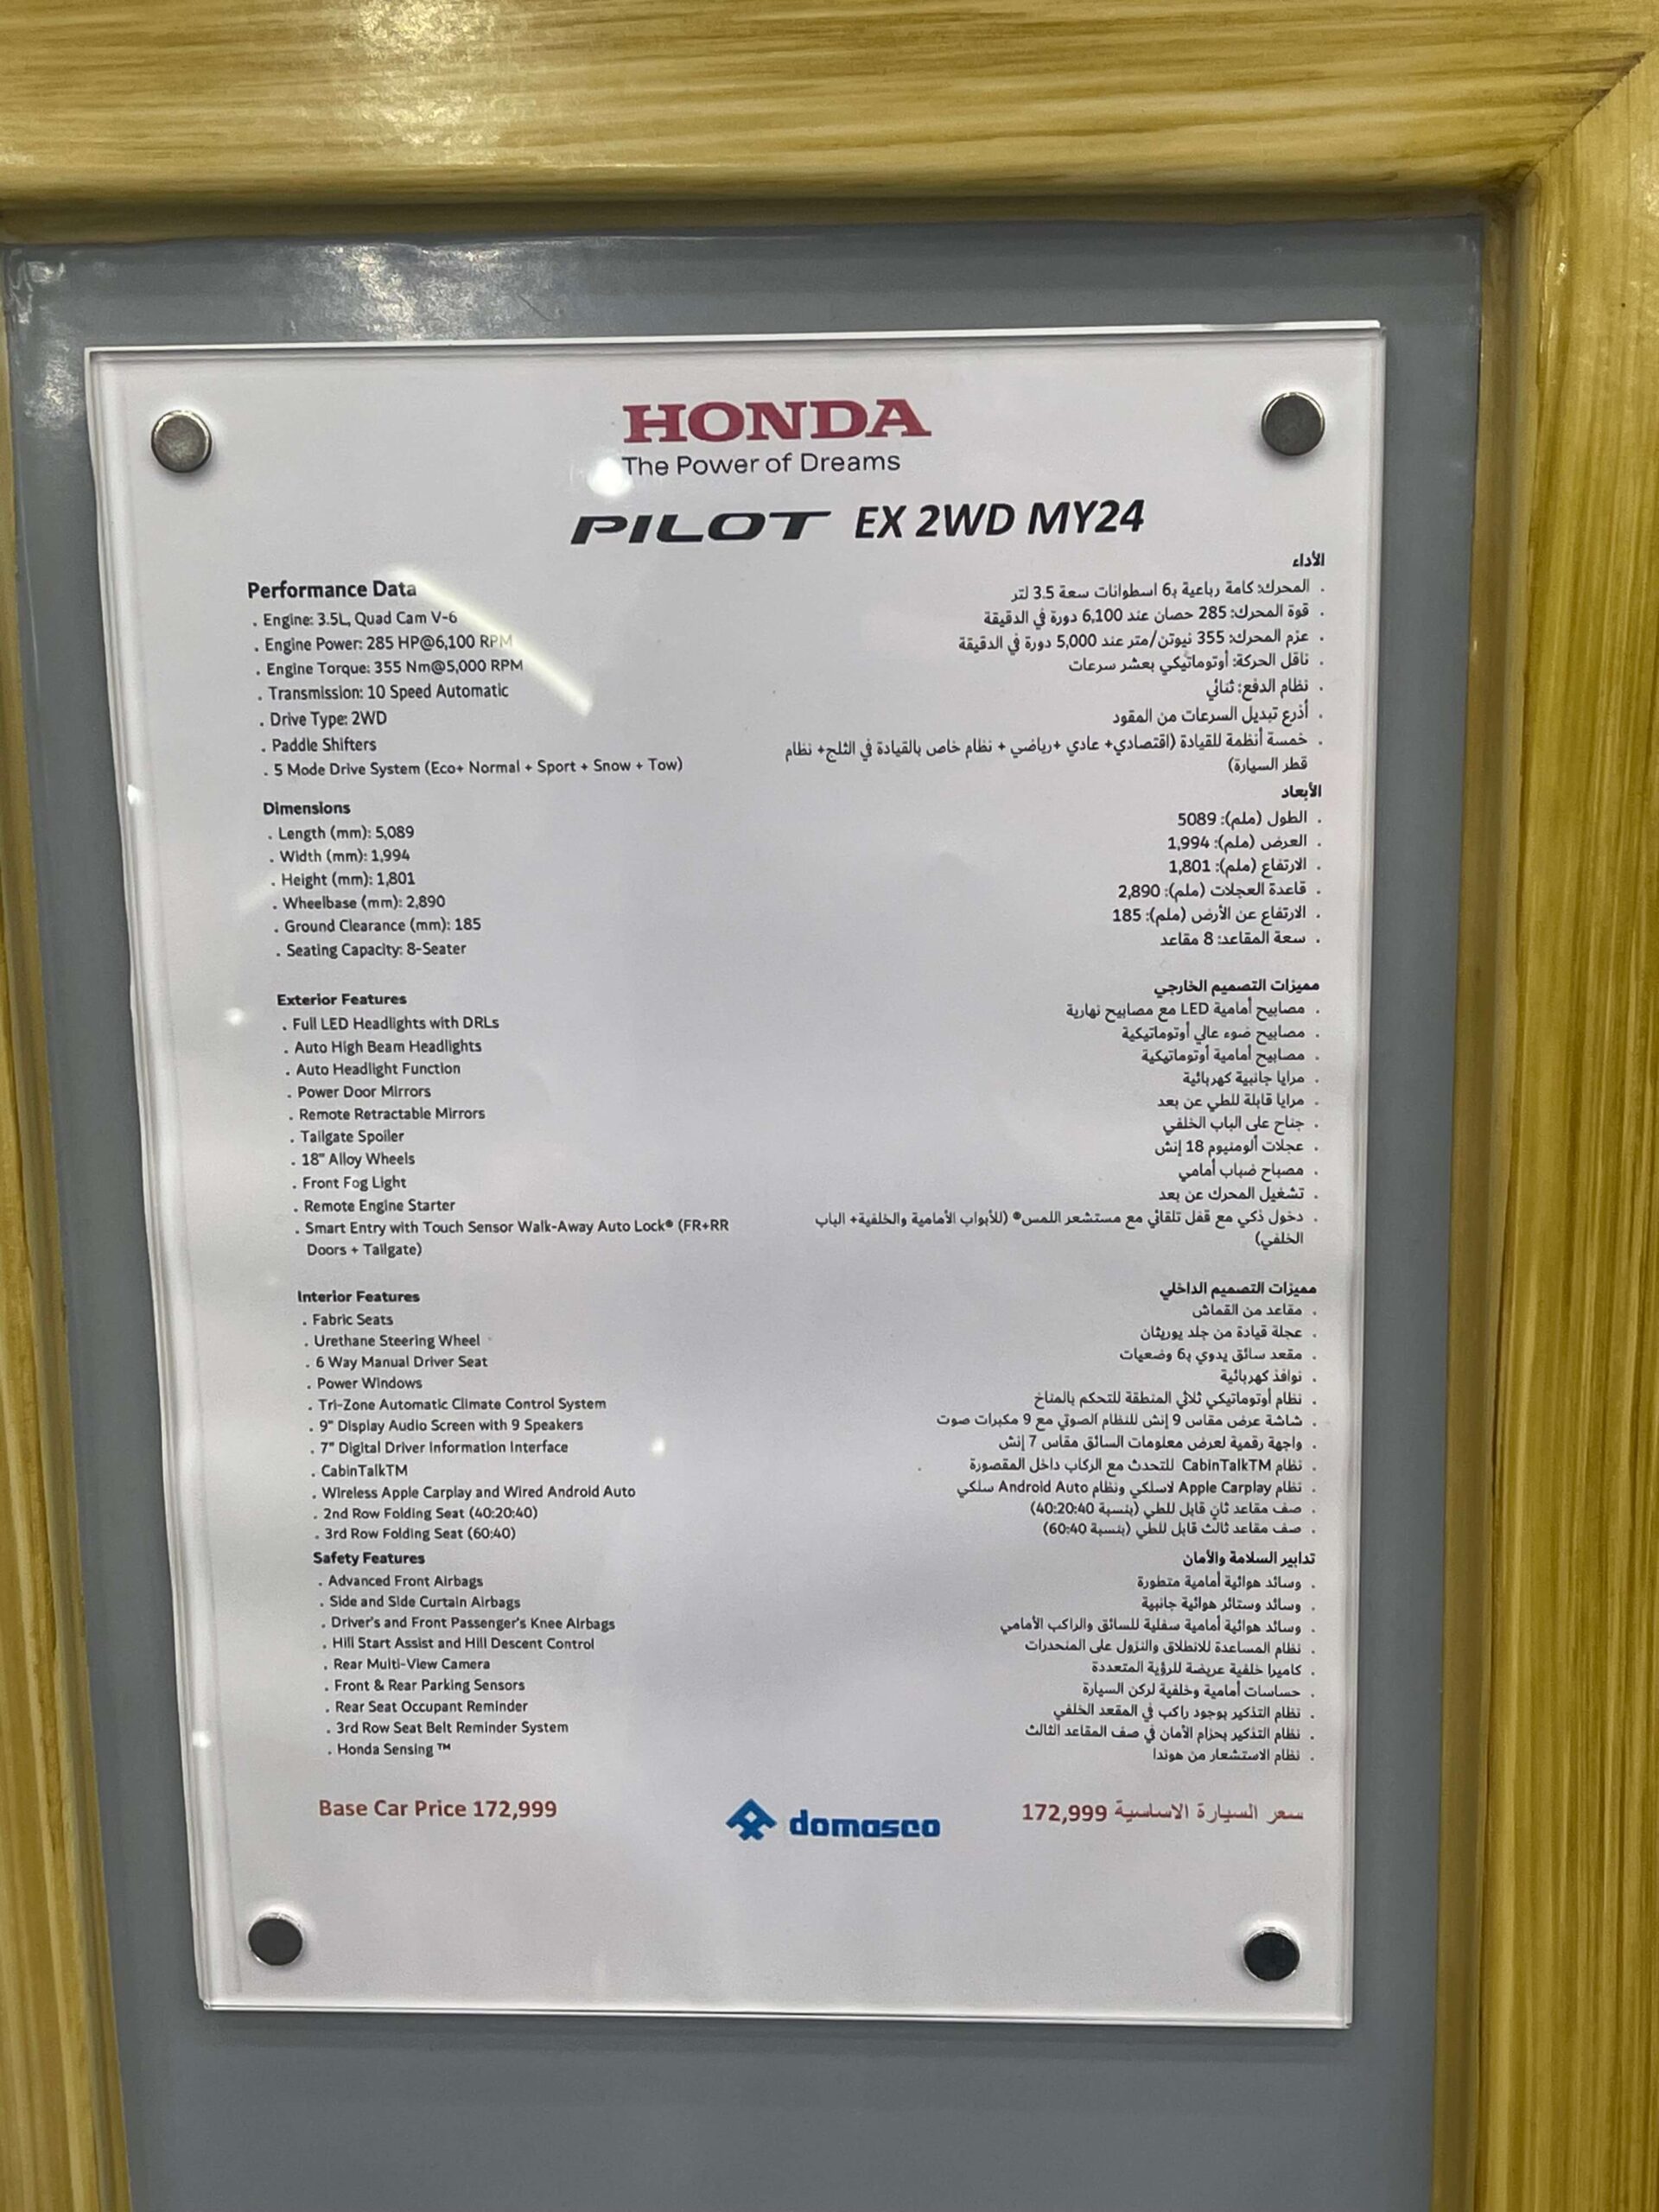 HONDA
The Power of Dreams
PILOT EX 2WD MY24
Performance Data
. Engine: 3.5L, Quad Cam V-6
. Engine Power: 285 HP@6,100 RPM
. Engine Torque: 355 Nm@5,000 RPM
. Transmission: 10 Speed Automatic
. Drive Type: 2WD
. Paddle Shifters
. 5 Mode Drive System (Eco+ Normal + Sport + Snow + Tow)
Dimensions
. Length (mm): 5,089
. Width (mm): 1,994
. Height (mm): 1,801
. Wheelbase (mm): 2,890
. Ground Clearance (mm): 185
. Seating Capacity: 8-Seater
Exterior Features
. Full LED Headlights with DRLs
. Auto High Beam Headlights
. Auto Headlight Function
. Power Door Mirrors
. Remote Retractable Mirrors
. Tailgate Spoiler
. 18" Alloy Wheels
. Front Fog Light
. Remote Engine Starter
. Smart Entry with Touch Sensor Walk-Away Auto Lock® (FR+RR
Doors + Tailgate)
Interior Features
. Fabric Seats
. Urethane Steering Wheel
. 6 Way Manual Driver Seat
. Power Windows
. Tri-Zone Automatic Climate Control System
. 9" Display Audio Screen with 9 Speakers
. 7" Digital Driver Information Interface
. CabinTalkTM
. Wireless Apple Carplay and Wired Android Auto
. 2nd Row Folding Seat (40:20:40)
. 3rd Row Folding Seat (60:40)
Safety Features
. Advanced Front Airbags
. Side and Side Curtain Airbags
. Driver's and Front Passenger's Knee Airbags
. Hill Start Assist and Hill Descent Control
. Rear Multi-View Camera
. Front & Rear Parking Sensors
. Rear Seat Occupant Reminder
. 3rd Row Seat Belt Reminder System
. Honda Sensing ™
Base Car Price 172,999
الأداء
. المحرك: كامة رباعية ب6 اسطوانات سعة 3.5 لتر
. قوة المحرك: 285 حصان عند 6,100 دورة في الدقيقة
. عزم المحرك: 355 نيوتن/متر عند 5,000 دورة في الدقيقة
. ناقل الحركة: أوتوماتيكي بعشر سرعات
. نظام الدفع: ثنائي
. أذرع تبديل السرعات من المقود
. خمسة أنظمة للقيادة (اقتصادي+ عادي +رياضي + نظام خاص بالقيادة في الثلج+ نظام
قطر السيارة)
الأبعاد
. الطول (ملم): 5089
. العرض (ملم): 1,994
. الارتفاع (ملم): 1,801
. قاعدة العجلات (ملم): 2,890
. الارتفاع عن الأرض (ملم): 185
. سعة المقاعد: 8 مقاعد
مميزات التصميم الخارجي
. مصابيح أمامية LED مع مصابيح نهارية
. مصابيح ضوء عالي أوتوماتيكية
. مصابيح أمامية أوتوماتيكية
. مرايا جانبية كهربائية
. مرايا قابلة للطي عن بعد
. جناح على الباب الخلفي
. عجلات ألومنيوم 18 إنش
. مصباح ضباب أمامي
. تشغيل المحرك عن بعد
. دخول ذكي مع قفل تلقائي مع مستشعر اللمس® (للأبواب الأمامية والخلفية+ الباب
الخلفي)
مميزات التصميم الداخلي
. مقاعد من القماش
. عجلة قيادة من جلد يوريثان
. مقعد سائق يدوي ب6 وضعيات
. نوافذ كهربائية
. نظام أوتوماتيكي ثلاثي المنطقة للتحكم بالمناخ
. شاشة عرض مقاس 9 إنش للنظام الصوتي مع 9 مكبرات صوت
. واجهة رقمية لعرض معلومات السائق مقاس 7 إنش
. نظام CabinTalkTM للتحدث مع الركاب داخل المقصورة
. نظام Apple Carplay لاسلكي ونظام Android Auto سلكي
. صف مقاعد ثان قابل للطي (بنسبة 40:20:40)
. صف مقاعد ثالث قابل للطي (بنسبة 60:40)
تدابير السلامة والأمان
. وسائد هوائية أمامية متطورة
. وسائد وستائر هوائية جانبية
. وسائد هوائية أمامية سفلية للسائق والراكب الأمامي
. نظام المساعدة للانطلاق والنزول على المنحدرات
. كاميرا خلفية عريضة للرؤية المتعددة
. حساسات أمامية وخلفية لركن السيارة
. نظام التذكير بوجود راكب في المقعد الخلفي
. نظام التذكير بحزام الأمان في صف المقاعد الثالث
. نظام الاستشعار من هوندا
سعر السيارة الاساسية 172,999
domasco